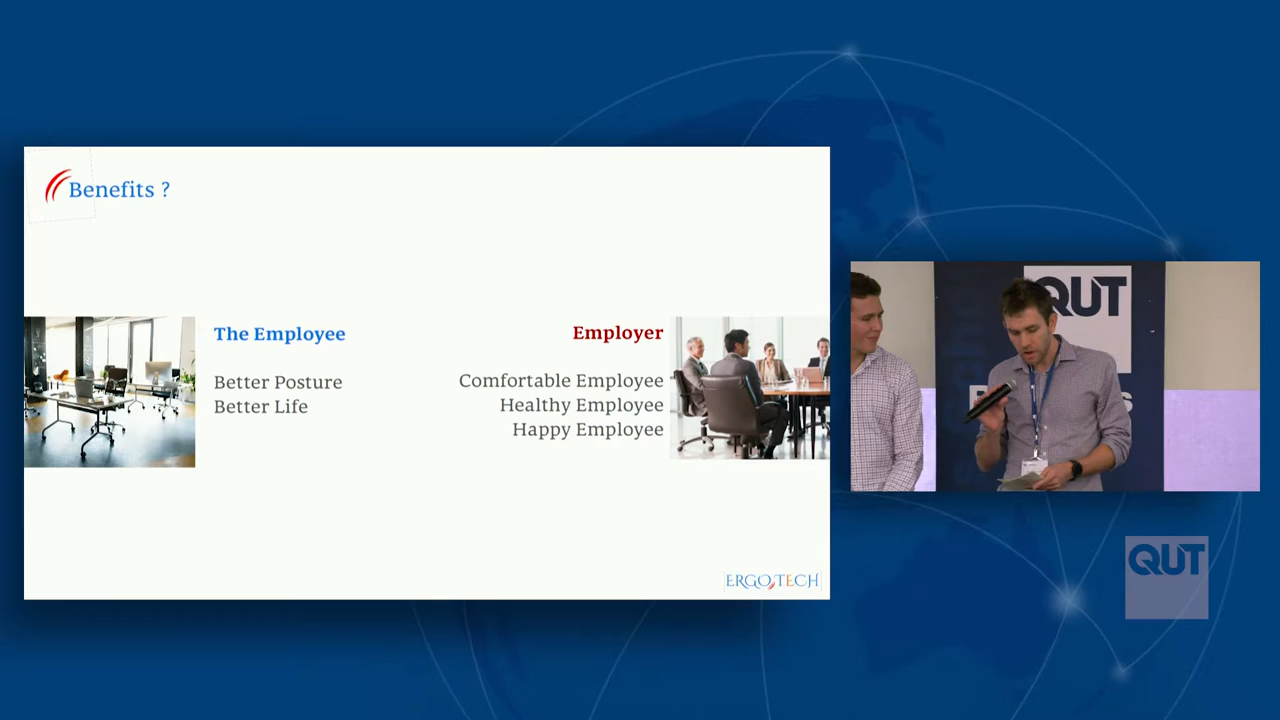 Benefits ?
The Employee
Better Posture
Better Life
Employer
Comfortable Employee
Healthy Employee
Happy Employee
ERGOTECH
QUT
QUT